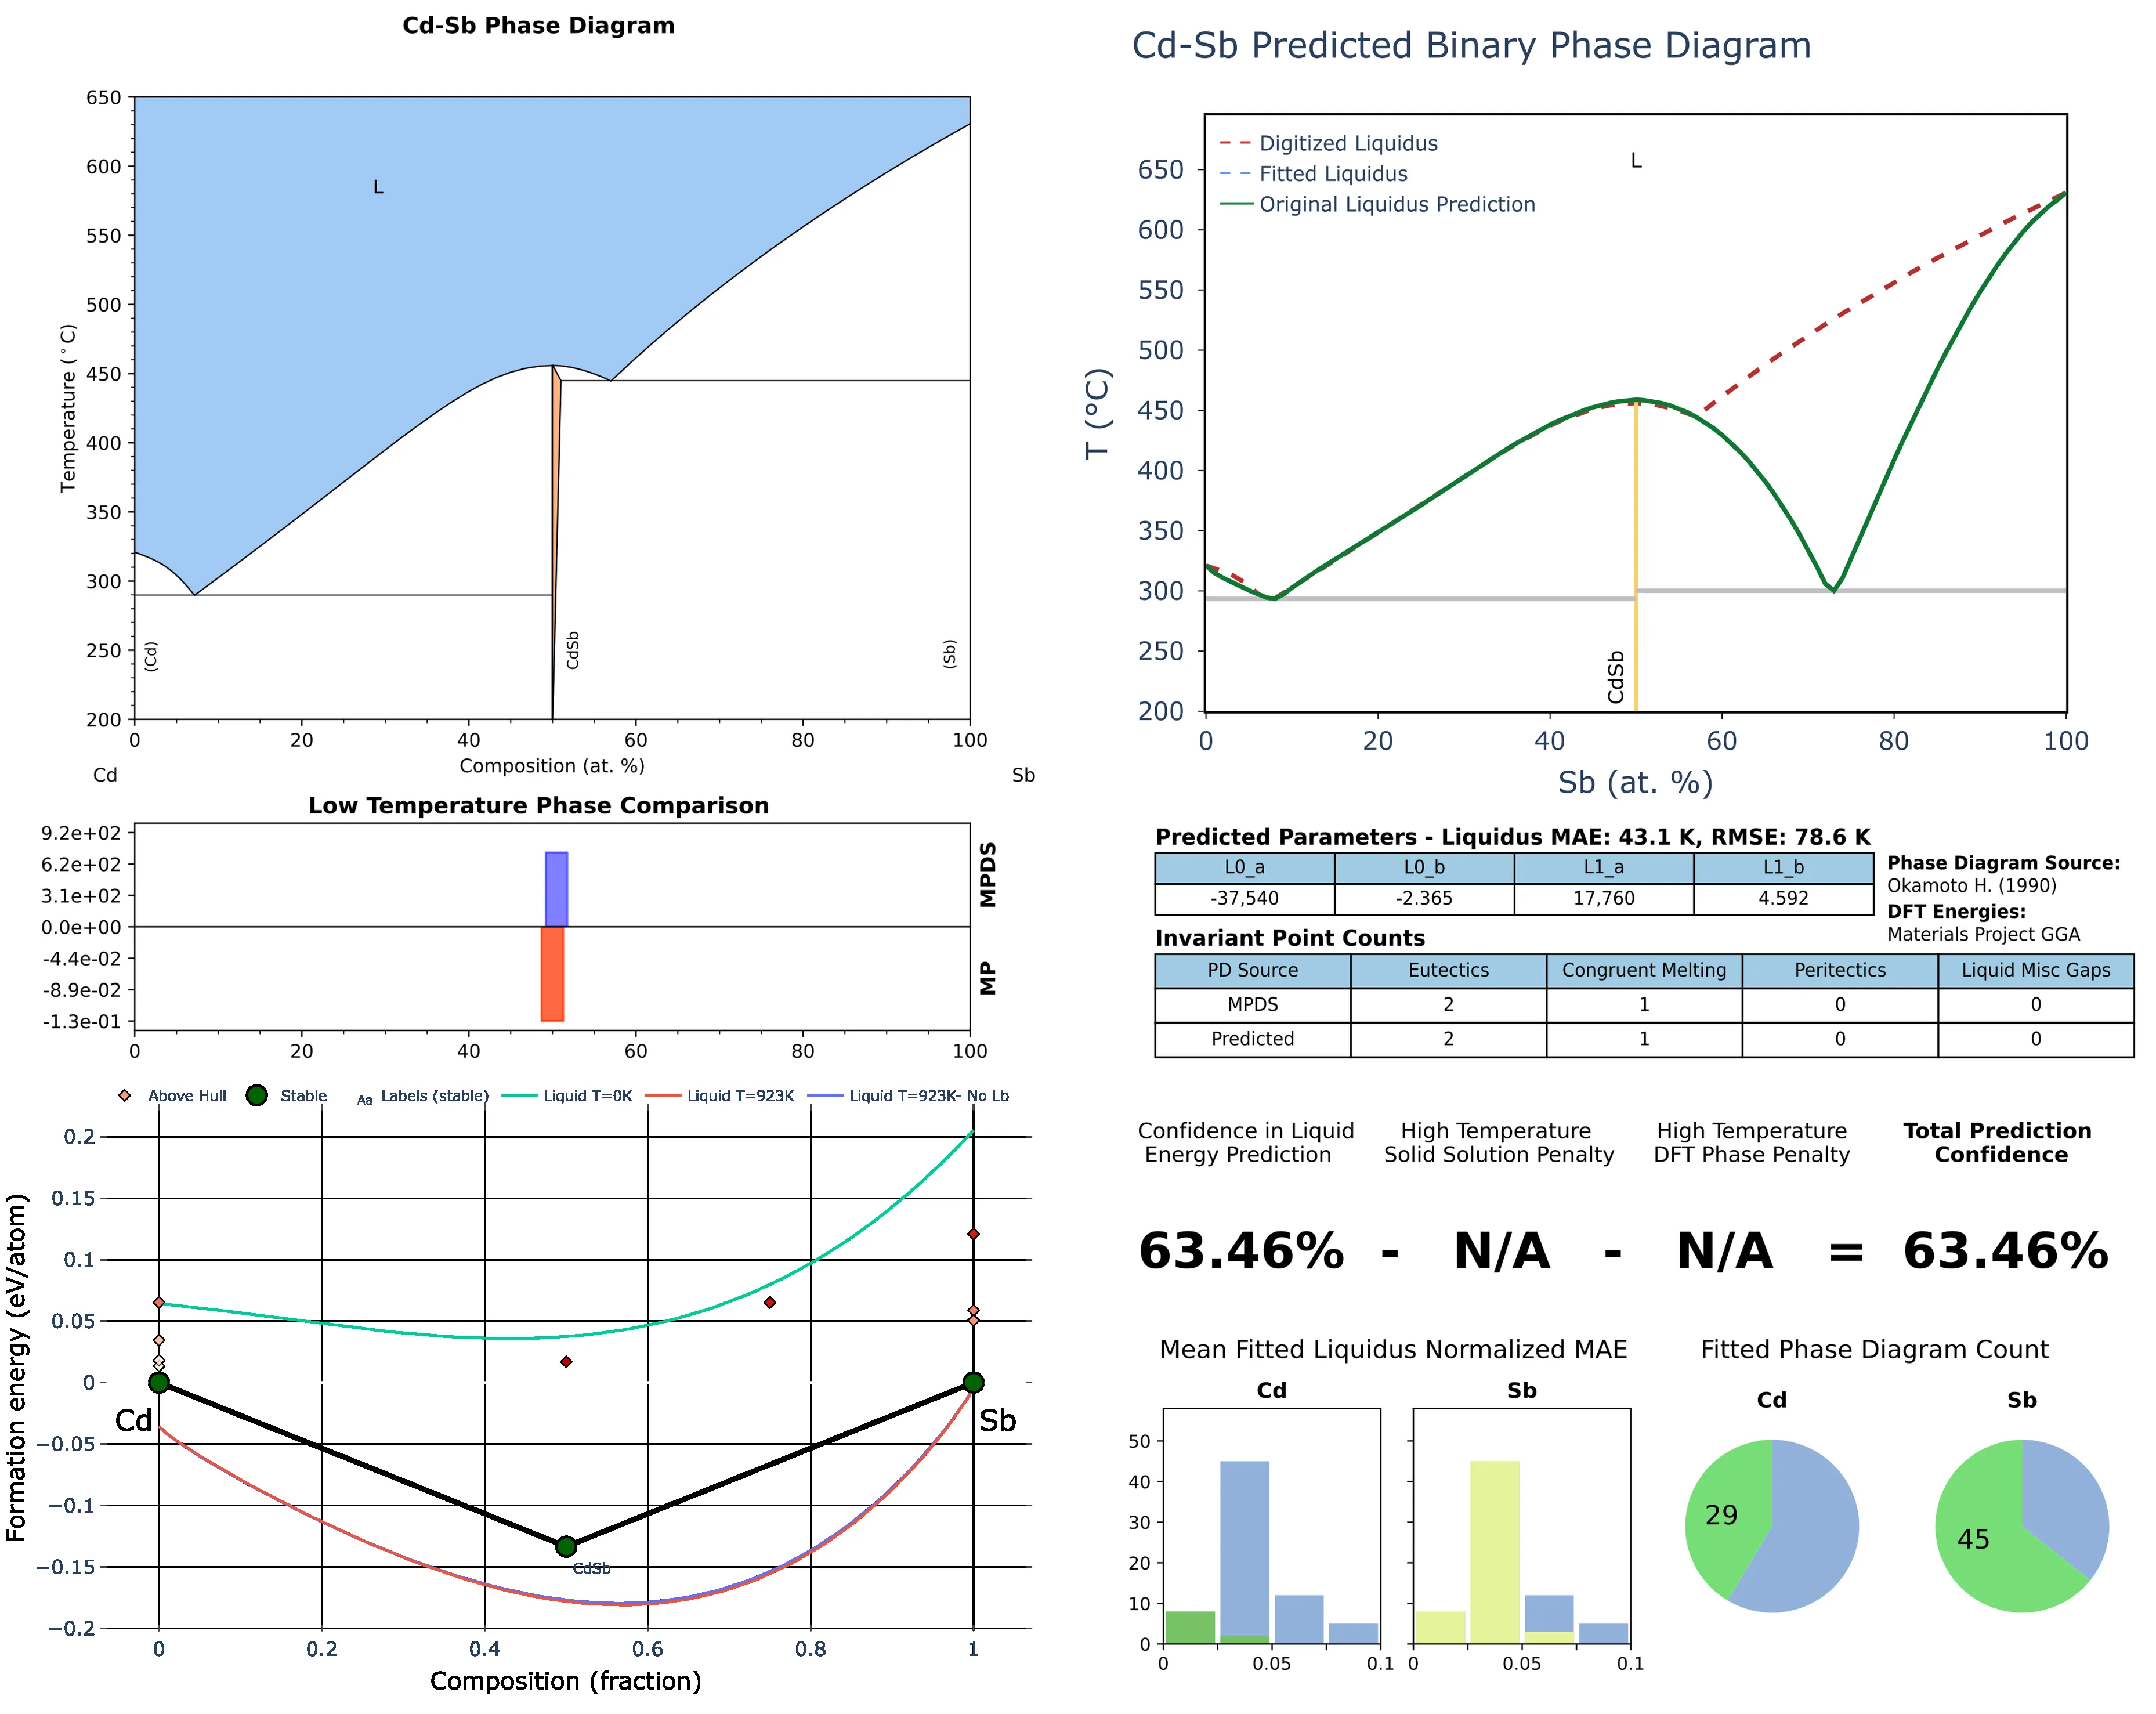 Cd-Sb Phase Diagram
650
600
550
500
450
400
350
300
250
200
Temperature (°C)
L
(Cd)
CdSb
(Sb)
0 20 40 60 80 100
Composition (at. %)
Cd Sb
Low Temperature Phase Comparison
9.2e+02
6.2e+02
3.1e+02
0.0e+00
-4.4e-02
-8.9e-02
-1.3e-01
MPDS
MP
0 20 40 60 80 100
Above Hull Stable Aa Labels (stable) Liquid T=0K Liquid T=923K Liquid T=923K- No Lb
0.2
0.15
0.1
0.05
0
−0.05
−0.1
−0.15
−0.2
Formation energy (eV/atom)
Cd
Sb
CdSb
0 0.2 0.4 0.6 0.8 1
Composition (fraction)
Cd-Sb Predicted Binary Phase Diagram
Digitized Liquidus
Fitted Liquidus
Original Liquidus Prediction
L
650
600
550
500
450
400
350
300
250
200
T (°C)
CdSb
0 20 40 60 80 100
Sb (at. %)
Predicted Parameters - Liquidus MAE: 43.1 K, RMSE: 78.6 K
L0_a L0_b L1_a L1_b
-37,540 -2.365 17,760 4.592
Phase Diagram Source:
Okamoto H. (1990)
DFT Energies:
Materials Project GGA
Invariant Point Counts
PD Source Eutectics Congruent Melting Peritectics Liquid Misc Gaps
MPDS 2 1 0 0
Predicted 2 1 0 0
Confidence in Liquid
Energy Prediction
High Temperature
Solid Solution Penalty
High Temperature
DFT Phase Penalty
Total Prediction
Confidence
63.46% - N/A - N/A = 63.46%
Mean Fitted Liquidus Normalized MAE
Cd Sb
50
40
30
20
10
0
0 0.05 0.1
0 0.05 0.1
Fitted Phase Diagram Count
Cd Sb
29
45